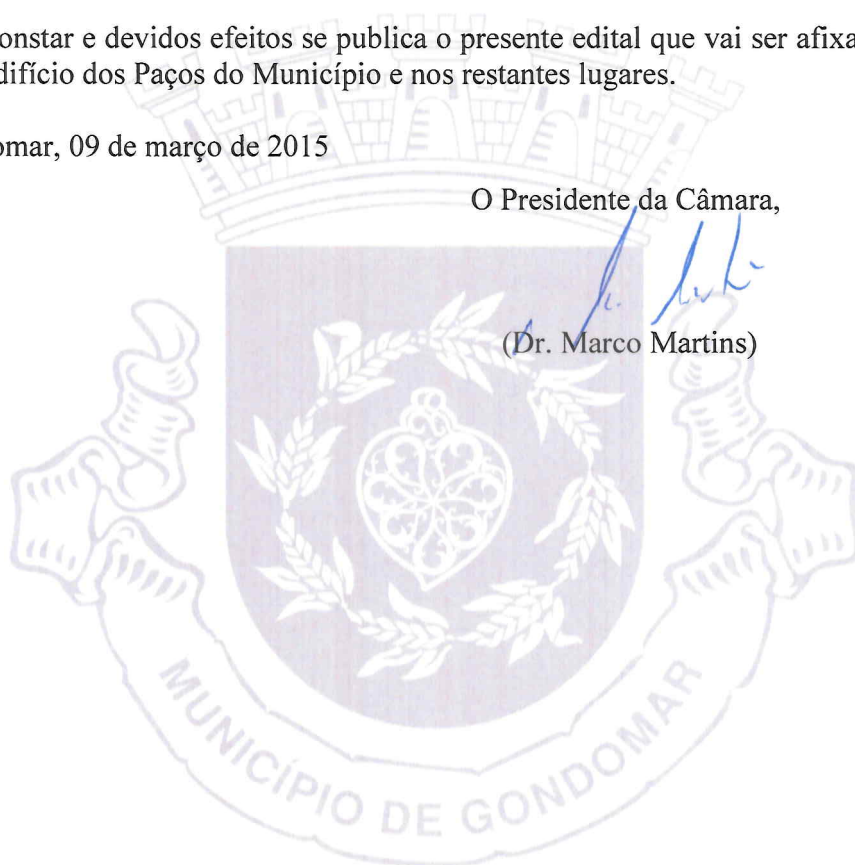 onstar e devidos efeitos se publica o presente edital que vai ser afixa
difício dos Paços do Município e nos restantes lugares.
omar, 09 de março de 2015
O Presidente da Câmara,
(Dr. Marco Martins)
MUNICÍPIO DE GONDOMAR